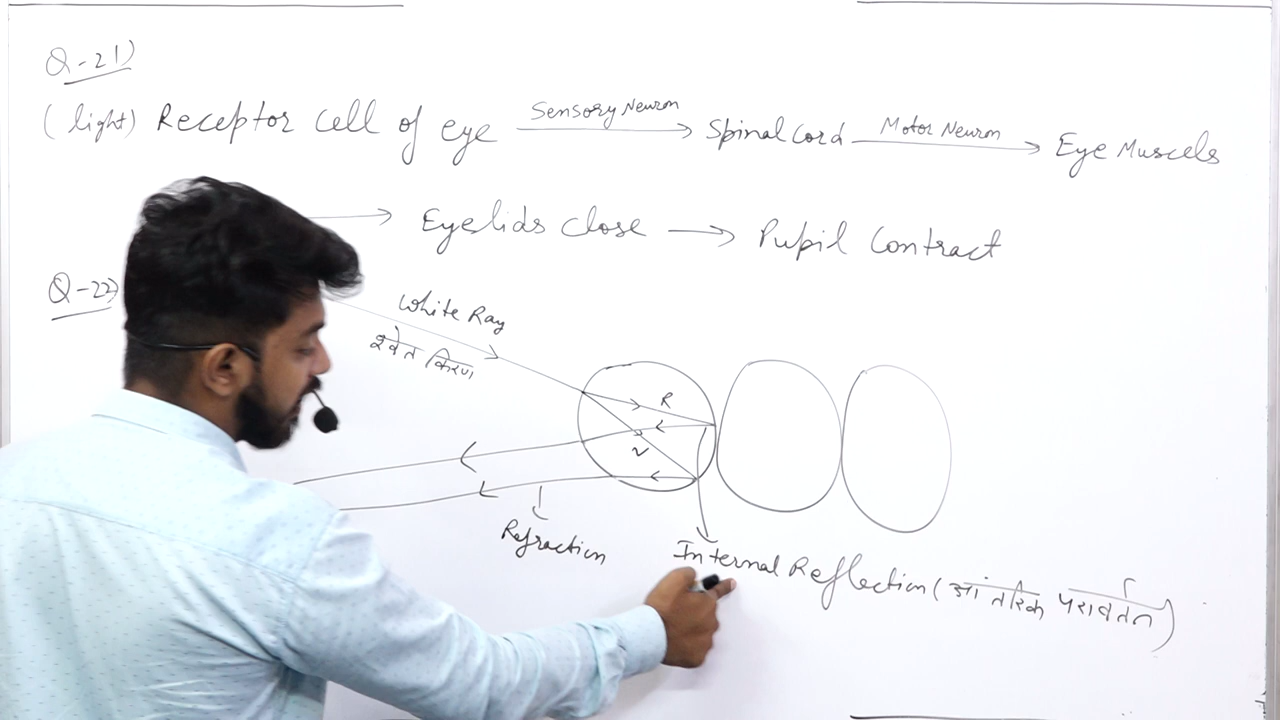 Q-21)
(light) Receptor cell of eye Sensory Neuron → Spinal cord Motor Neuron → Eye Muscels
→ Eyelids close → Pupil Contract
Q-22)
White Ray
श्वेत किरण
R
V
Refraction
Internal Reflection (आंतरिक परावर्तन)